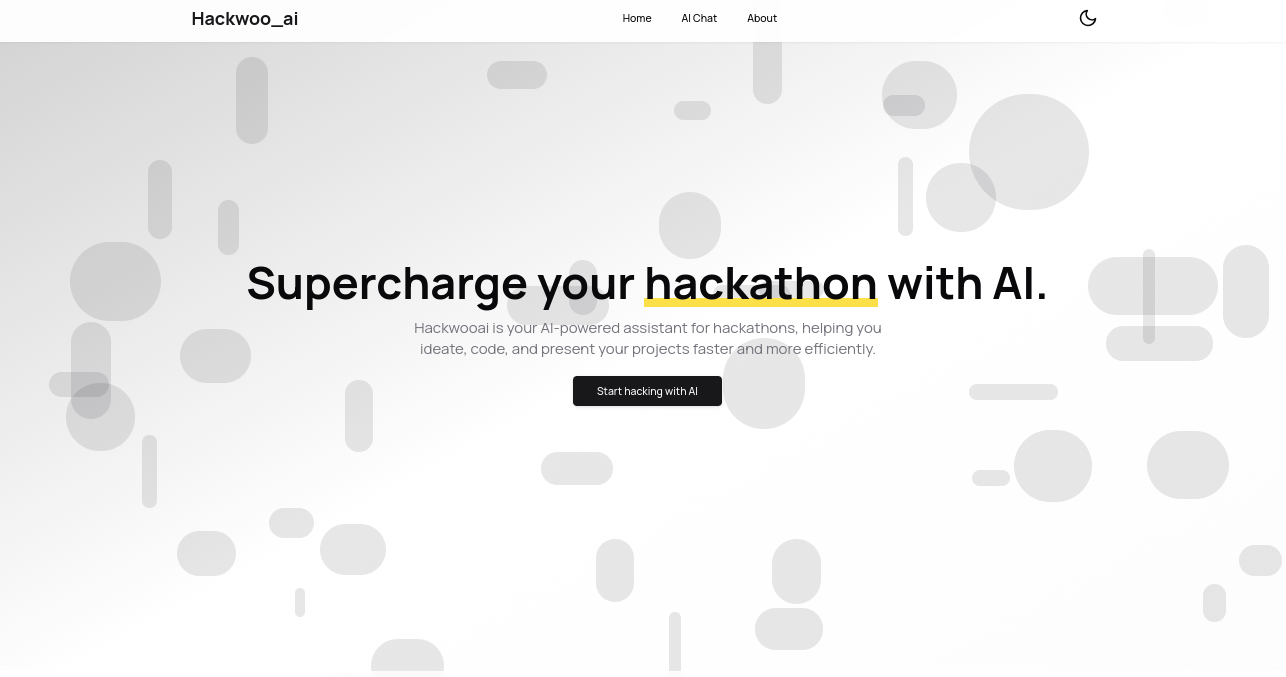 Hackwoo_ai
Home
AI Chat
About
Supercharge your hackathon with AI.
Hackwooai is your AI-powered assistant for hackathons, helping you
ideate, code, and present your projects faster and more efficiently.
Start hacking with AI